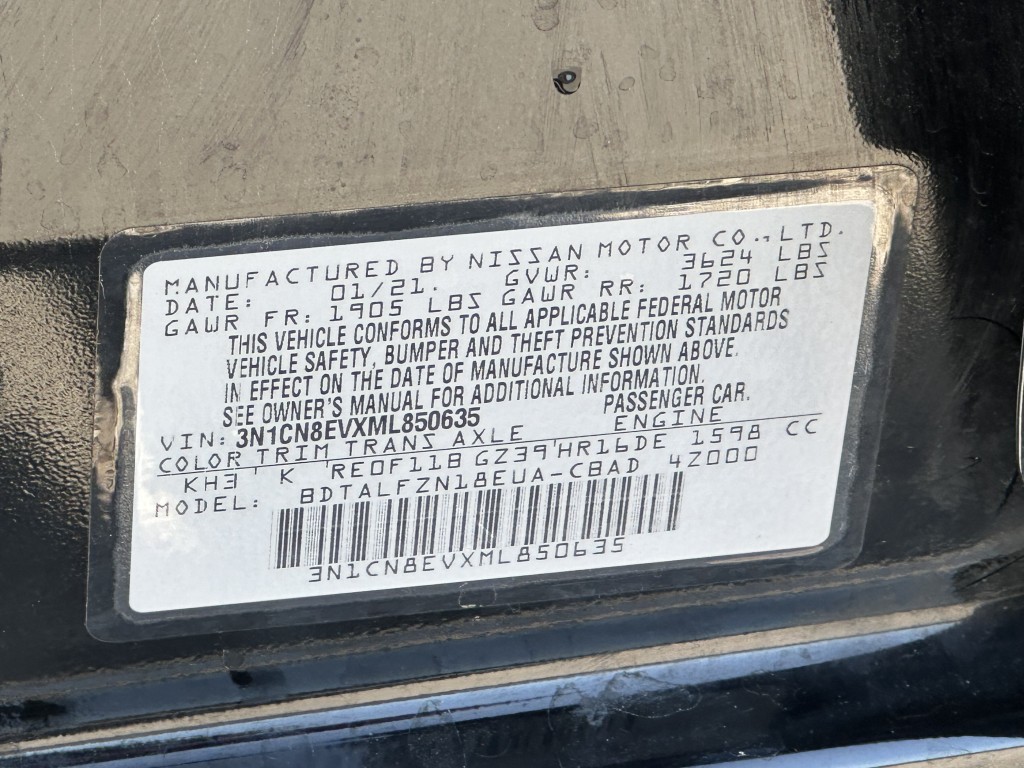 MANUFACTURED BY NISSAN MOTOR CO., LTD.
DATE: 01/21. GVWR: 3624 LBS
GAWR FR: 1905 LBS GAWR RR: 1720 LBS
THIS VEHICLE CONFORMS TO ALL APPLICABLE FEDERAL MOTOR
VEHICLE SAFETY, BUMPER AND THEFT PREVENTION STANDARDS
IN EFFECT ON THE DATE OF MANUFACTURE SHOWN ABOVE.
SEE OWNER'S MANUAL FOR ADDITIONAL INFORMATION.
VIN: 3N1CN8EVXML850635 PASSENGER CAR.
COLOR TRIM TRANS AXLE ENGINE
KH3 K RE0F11B GZ39 HR16DE 1598 CC
MODEL: BDTALFZN18EUA-CBAD 4Z000
3N1CN8EVXML850635